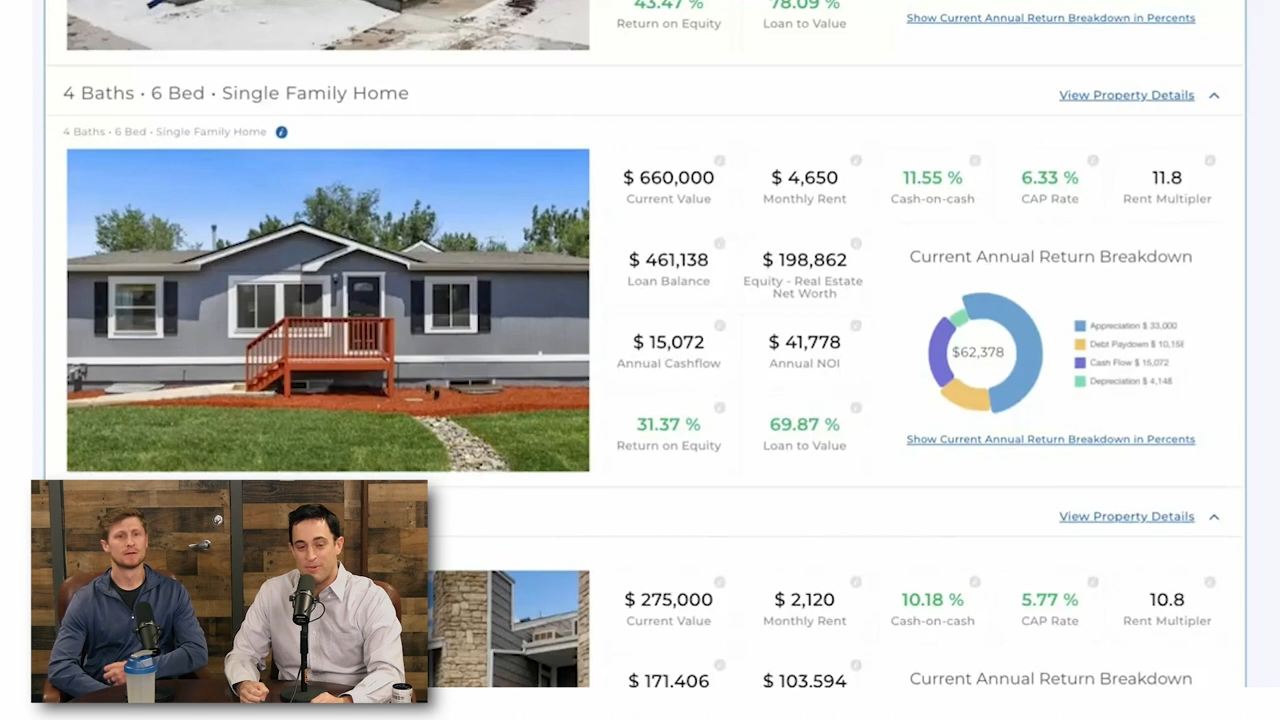 43.47 %
78.09 %
Return on Equity
Loan to Value
Show Current Annual Return Breakdown in Percents
4 Baths • 6 Bed • Single Family Home
View Property Details
4 Baths • 6 Bed • Single Family Home
$ 660,000
$ 4,650
11.55 %
6.33 %
11.8
Current Value
Monthly Rent
Cash-on-cash
CAP Rate
Rent Multiplier
$ 461,138
$ 198,862
Loan Balance
Equity - Real Estate
Net Worth
Current Annual Return Breakdown
$ 15,072
$ 41,778
Annual Cashflow
Annual NOI
$62,378
Appreciation $ 33,000
Debt Paydown $ 10,158
Cash Flow $ 15,072
Depreciation $ 4,148
31.37 %
69.87 %
Return on Equity
Loan to Value
Show Current Annual Return Breakdown in Percents
View Property Details
$ 275,000
$ 2,120
10.18 %
5.77 %
10.8
Current Value
Monthly Rent
Cash-on-cash
CAP Rate
Rent Multiplier
$ 171,406
$ 103,594
Current Annual Return Breakdown